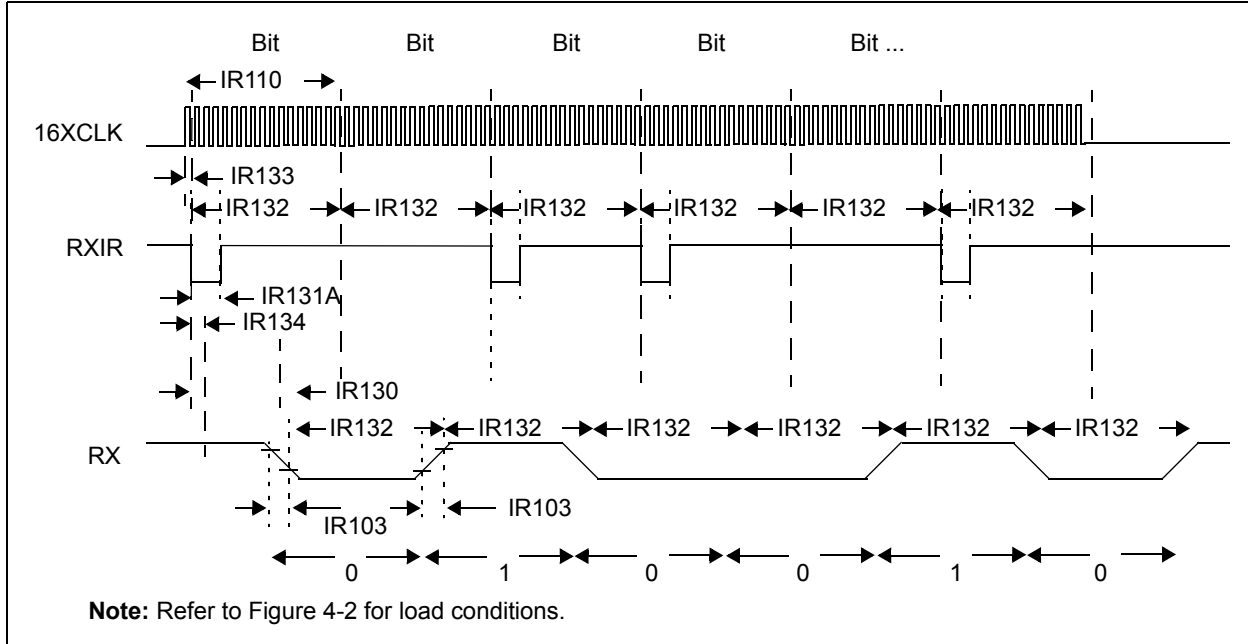 Bit Bit Bit Bit Bit ...
IR110
16XCLK
IR133
IR132 IR132 IR132 IR132 IR132 IR132
RXIR
IR131A
IR134
IR130
IR132 IR132 IR132 IR132 IR132 IR132
RX
IR103 IR103
0 1 0 0 1 0
Note: Refer to Figure 4-2 for load conditions.